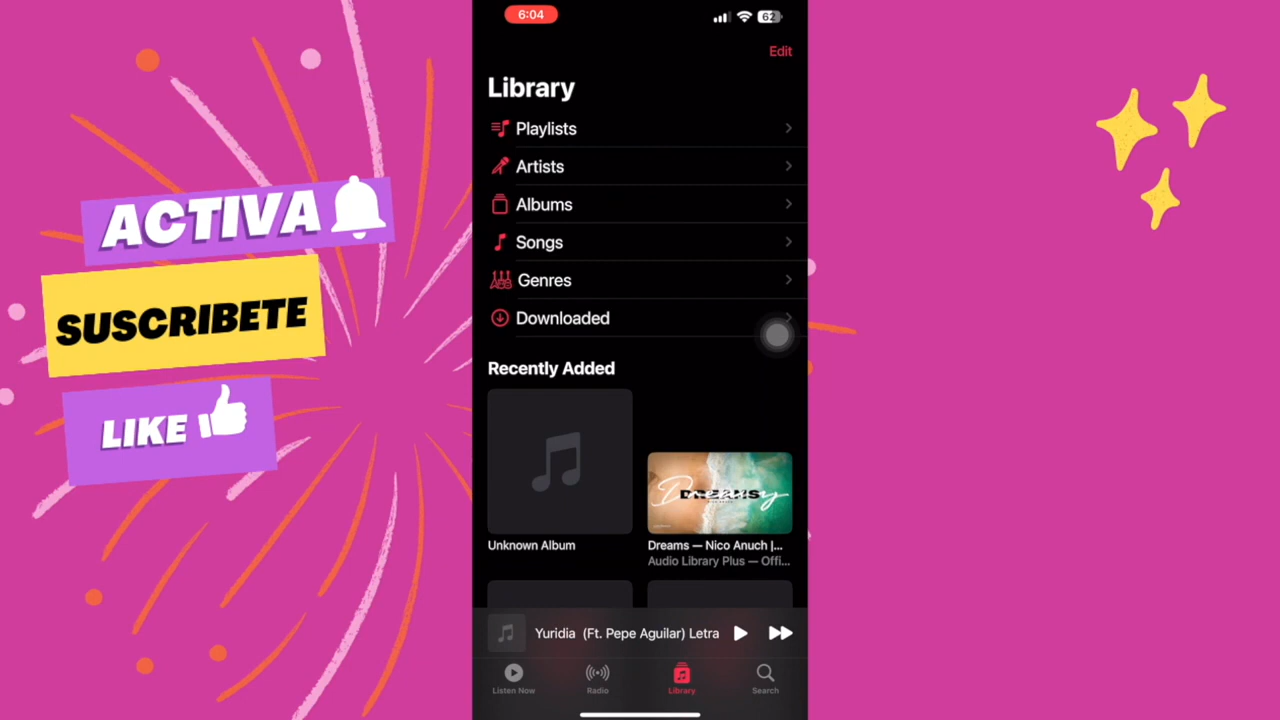 ACTIVA
SUSCRIBETE
LIKE
6:04
62
Edit
Library
Playlists
Artists
Albums
Songs
Genres
Downloaded
Recently Added
Unknown Album
Dreams — Nico Anuch |...
Audio Library Plus — Offi...
Yuridia (Ft. Pepe Aguilar) Letra
Listen Now
Radio
Library
Search